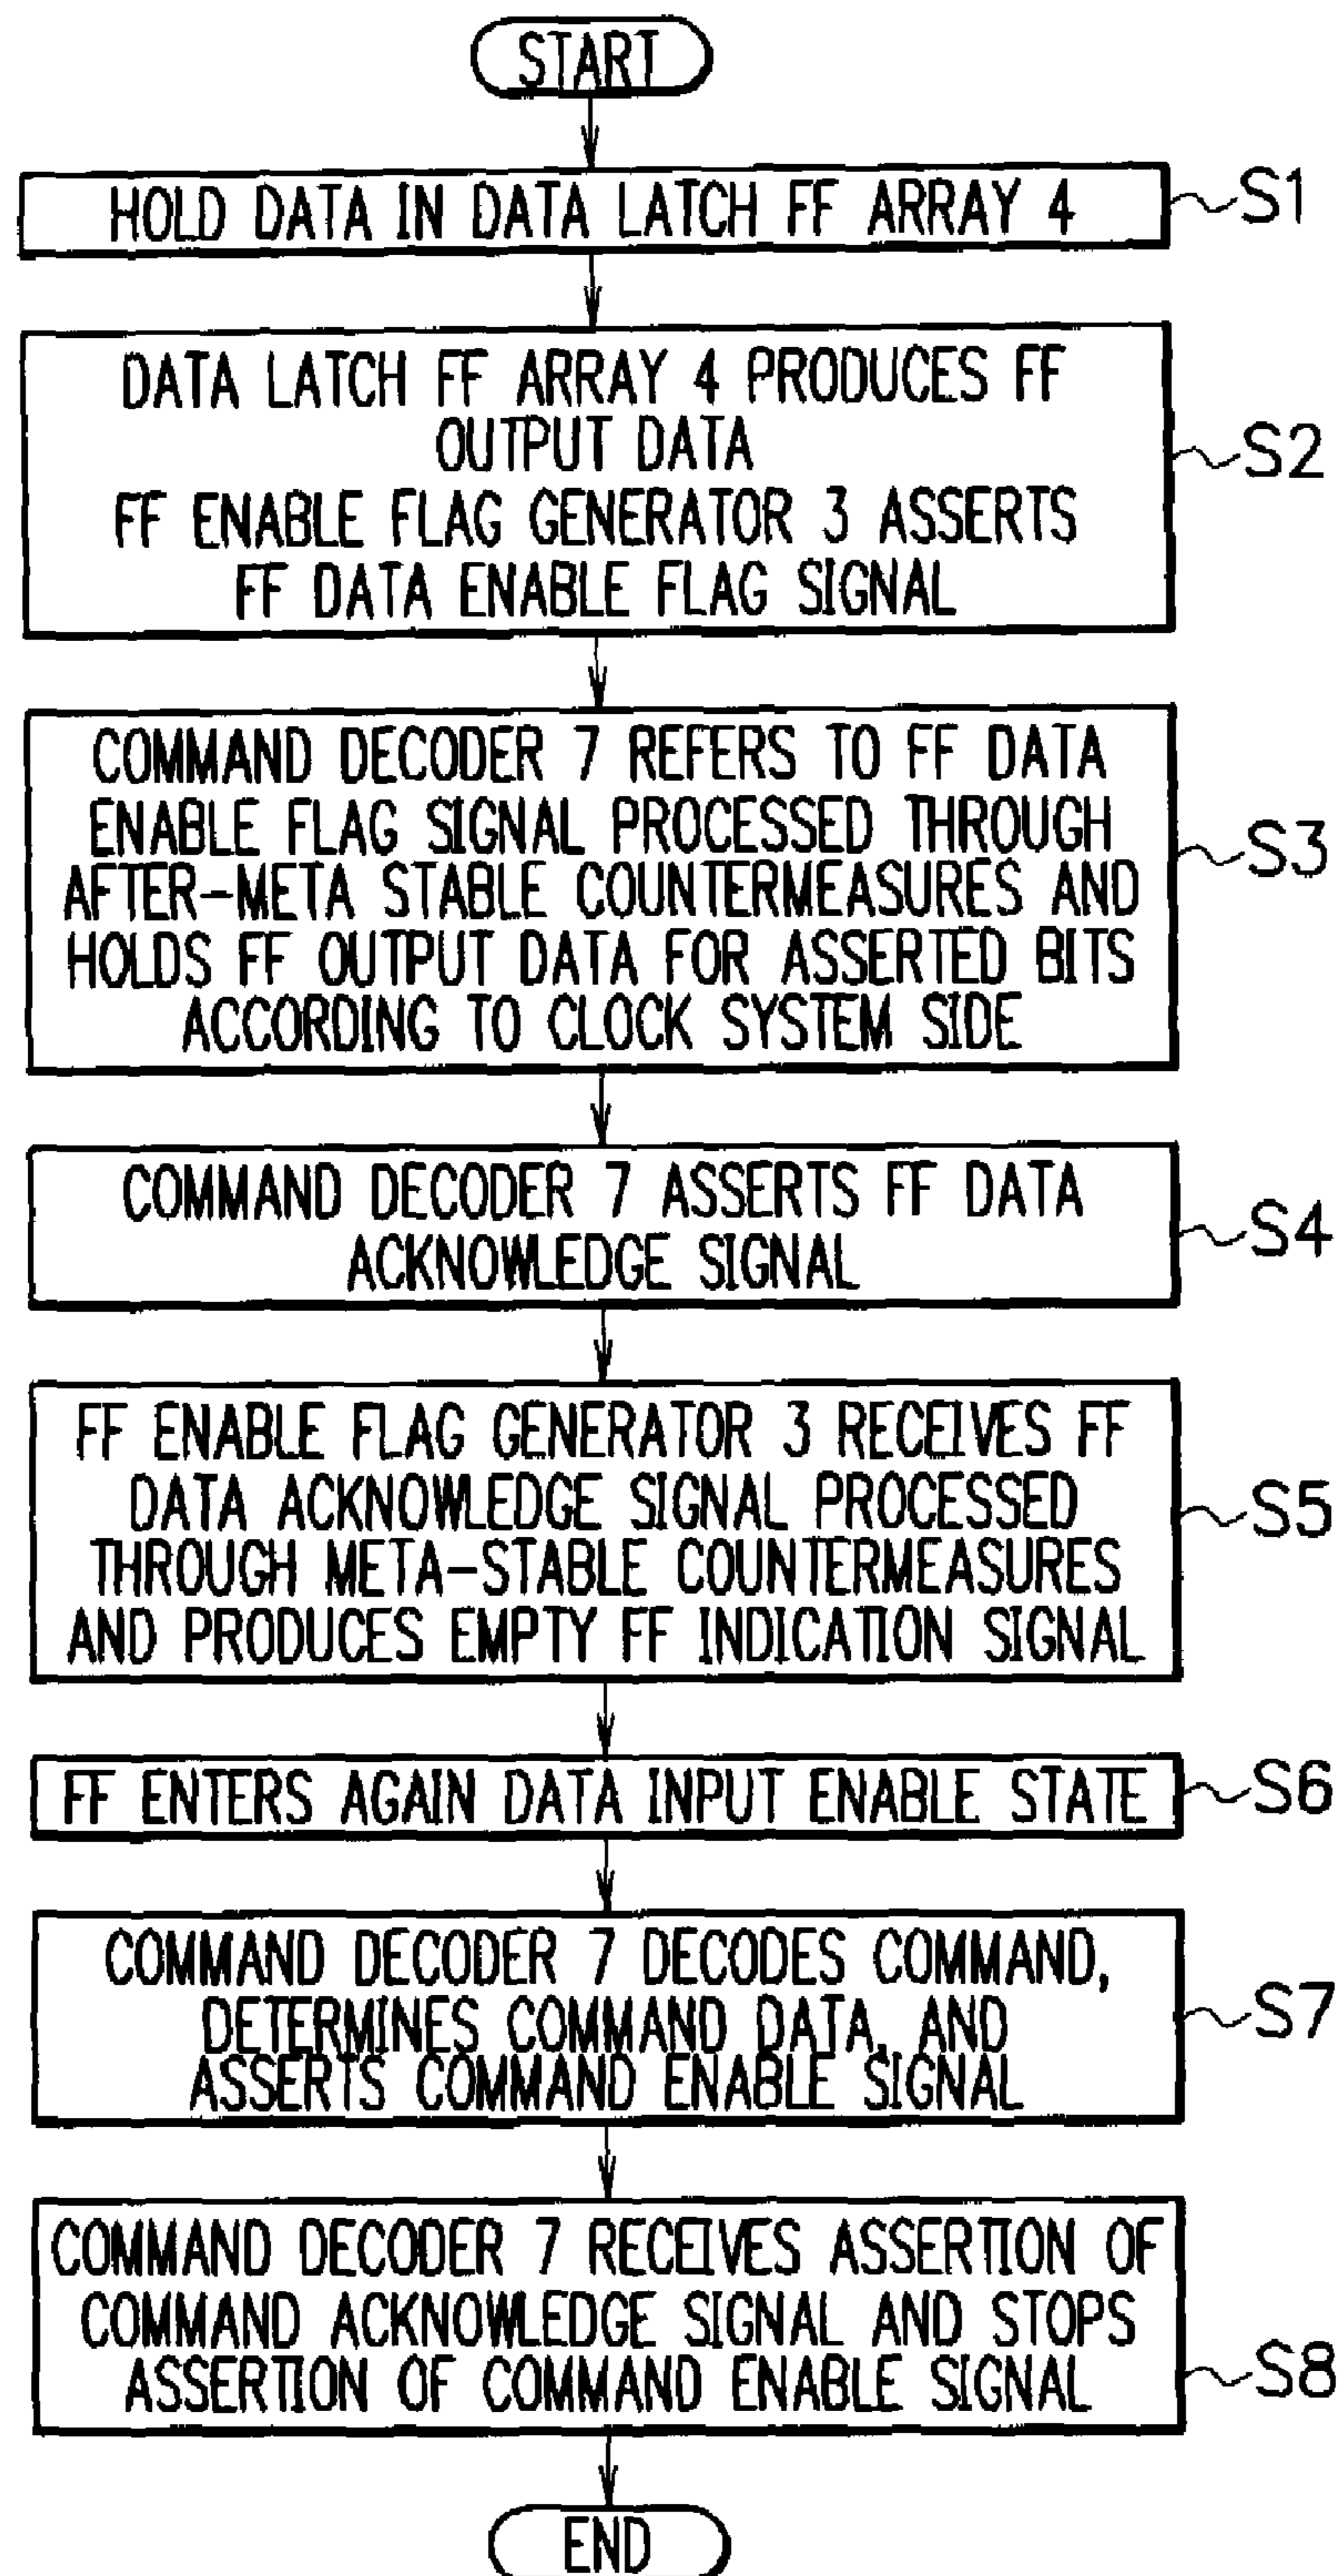 START
HOLD DATA IN DATA LATCH FF ARRAY 4
S1
DATA LATCH FF ARRAY 4 PRODUCES FF
OUTPUT DATA
FF ENABLE FLAG GENERATOR 3 ASSERTS
FF DATA ENABLE FLAG SIGNAL
S2
COMMAND DECODER 7 REFERS TO FF DATA
ENABLE FLAG SIGNAL PROCESSED THROUGH
AFTER-META STABLE COUNTERMEASURES AND
HOLDS FF OUTPUT DATA FOR ASSERTED BITS
ACCORDING TO CLOCK SYSTEM SIDE
S3
COMMAND DECODER 7 ASSERTS FF DATA
ACKNOWLEDGE SIGNAL
S4
FF ENABLE FLAG GENERATOR 3 RECEIVES FF
DATA ACKNOWLEDGE SIGNAL PROCESSED
THROUGH META-STABLE COUNTERMEASURES
AND PRODUCES EMPTY FF INDICATION SIGNAL
S5
FF ENTERS AGAIN DATA INPUT ENABLE STATE
S6
COMMAND DECODER 7 DECODES COMMAND,
DETERMINES COMMAND DATA, AND
ASSERTS COMMAND ENABLE SIGNAL
S7
COMMAND DECODER 7 RECEIVES ASSERTION OF
COMMAND ACKNOWLEDGE SIGNAL AND STOPS
ASSERTION OF COMMAND ENABLE SIGNAL
S8
END